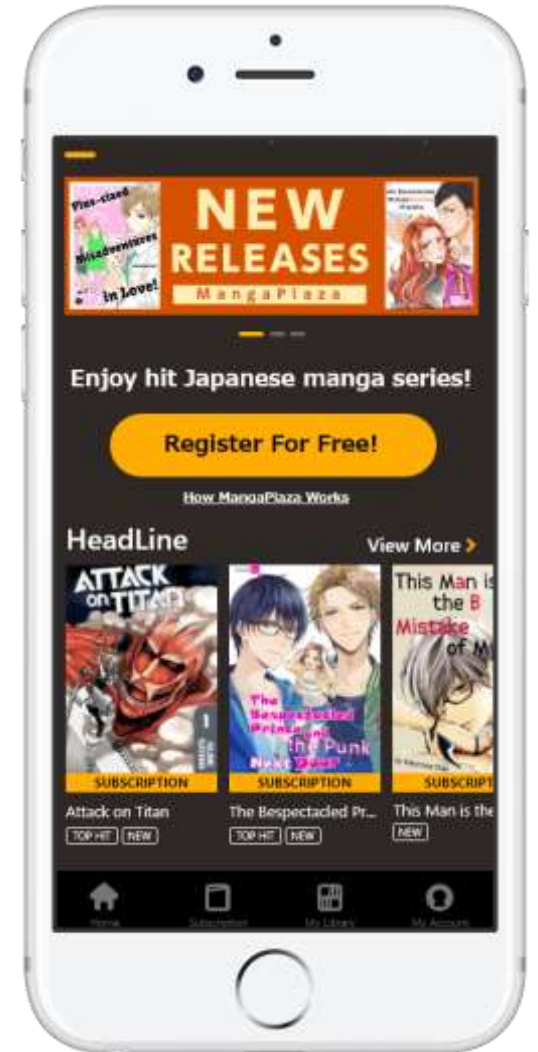 Plus-sized
Misadventures
in Love!
NEW
RELEASES
MangaPlaza
Enjoy hit Japanese manga series!
Register For Free!
How MangaPlaza Works
HeadLine
View More >
ATTACK
on TITAN
1
SUBSCRIPTION
Attack on Titan
TOP HIT NEW
The
Bespectacled
Prince and
the Punk
Next Door
SUBSCRIPTION
The Bespectacled Pr...
TOP HIT NEW
This Man is
the B
Mistake
of M
SUBSCRIPT
This Man is the
NEW
Home
Subscription
My Library
My Account